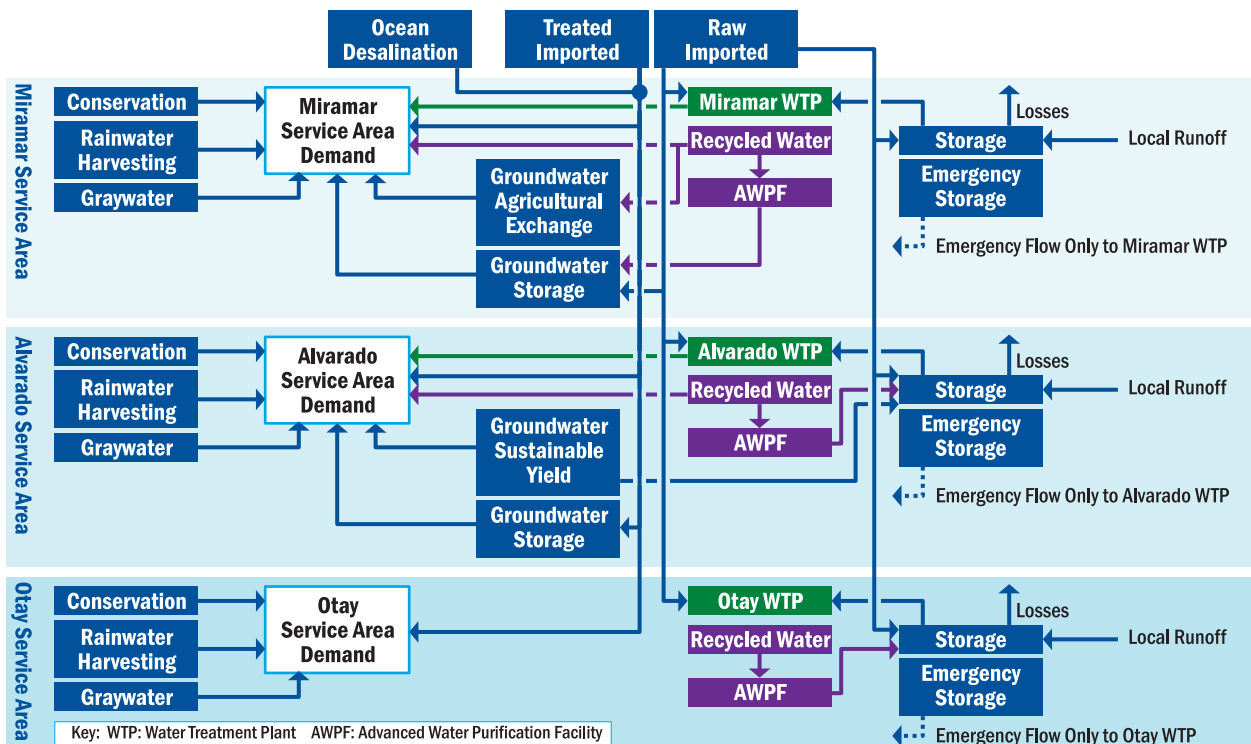 Ocean
Desalination
Treated
Imported
Raw
Imported
Miramar Service Area
Conservation
Rainwater
Harvesting
Graywater
Miramar
Service Area
Demand
Groundwater
Agricultural
Exchange
Groundwater
Storage
Miramar WTP
Recycled Water
AWPF
Losses
Storage
Local Runoff
Emergency
Storage
Emergency Flow Only to Miramar WTP
Alvarado Service Area
Conservation
Rainwater
Harvesting
Graywater
Alvarado
Service Area
Demand
Groundwater
Sustainable
Yield
Groundwater
Storage
Alvarado WTP
Recycled Water
AWPF
Losses
Storage
Local Runoff
Emergency
Storage
Emergency Flow Only to Alvarado WTP
Otay Service Area
Conservation
Rainwater
Harvesting
Graywater
Otay
Service Area
Demand
Otay WTP
Recycled Water
AWPF
Losses
Storage
Local Runoff
Emergency
Storage
Emergency Flow Only to Otay WTP
Key: WTP: Water Treatment Plant AWPF: Advanced Water Purification Facility